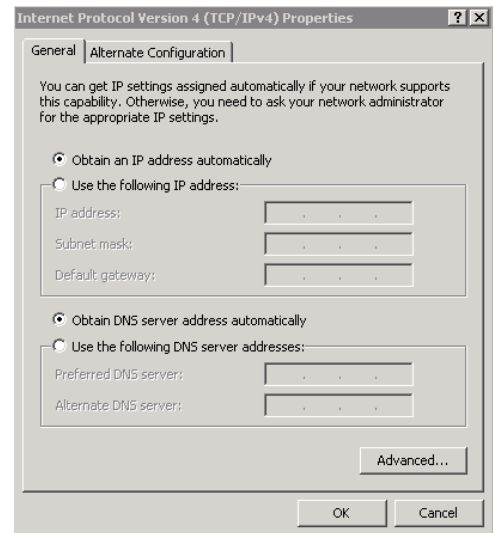 Internet Protocol Version 4 (TCP/IPv4) Properties
General
Alternate Configuration
You can get IP settings assigned automatically if your network supports
this capability. Otherwise, you need to ask your network administrator
for the appropriate IP settings.
Obtain an IP address automatically
Use the following IP address:
IP address:
Subnet mask:
Default gateway:
Obtain DNS server address automatically
Use the following DNS server addresses:
Preferred DNS server:
Alternate DNS server:
Advanced...
OK
Cancel